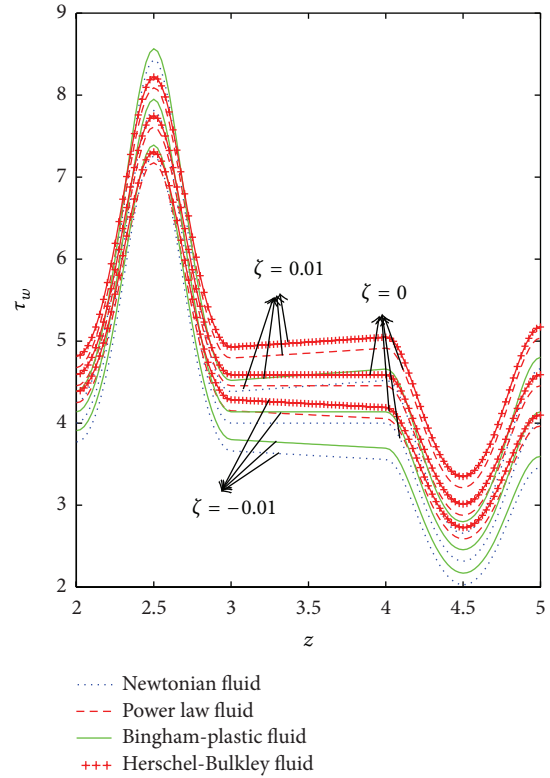 9
8
7
6
5
4
3
2
τw
ζ = 0.01
ζ = 0
ζ = −0.01
2 2.5 3 3.5 4 4.5 5
z
Newtonian fluid
Power law fluid
Bingham-plastic fluid
Herschel-Bulkley fluid